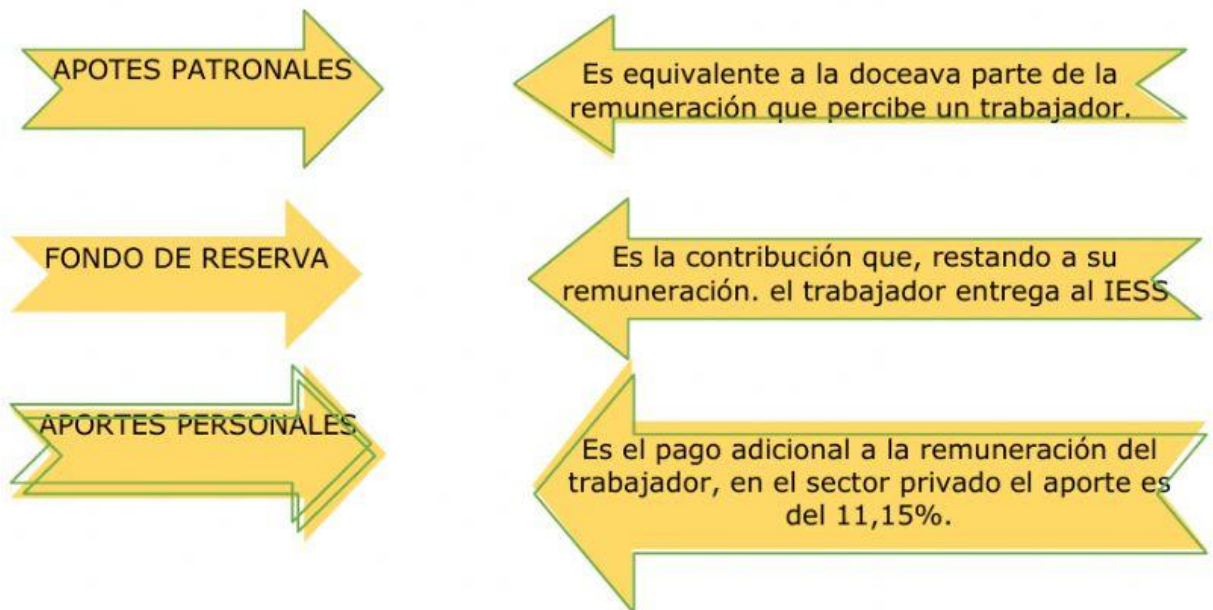 APOTES PATRONALES
Es equivalente a la doceava parte de la
remuneración que percibe un trabajador.
FONDO DE RESERVA
Es la contribución que, restando a su
remuneración. el trabajador entrega al IESS
APORTES PERSONALES
Es el pago adicional a la remuneración del
trabajador, en el sector privado el aporte es
del 11,15%.